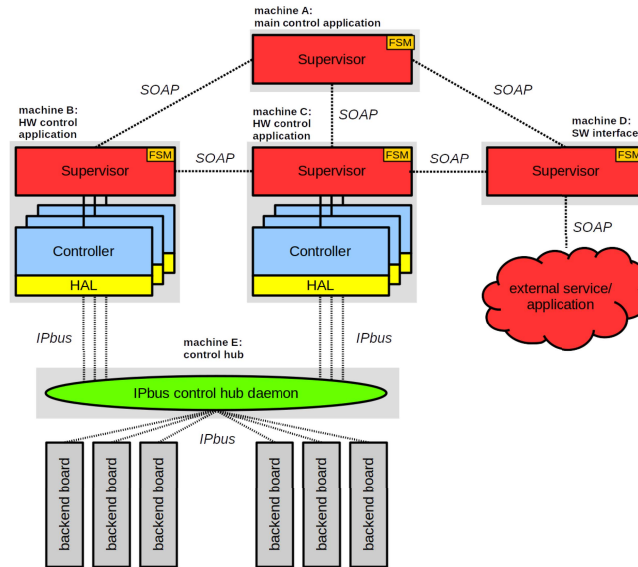 machine A:
main control application
FSM
Supervisor
SOAP
SOAP
SOAP
machine B:
HW control
application
machine C:
HW control
application
machine D:
SW interface
FSM
Supervisor
SOAP
FSM
Supervisor
SOAP
FSM
Supervisor
SOAP
Controller
HAL
Controller
HAL
external service/
application
IPbus
IPbus
machine E:
control hub
IPbus control hub daemon
IPbus
backend board
backend board
backend board
backend board
backend board
backend board